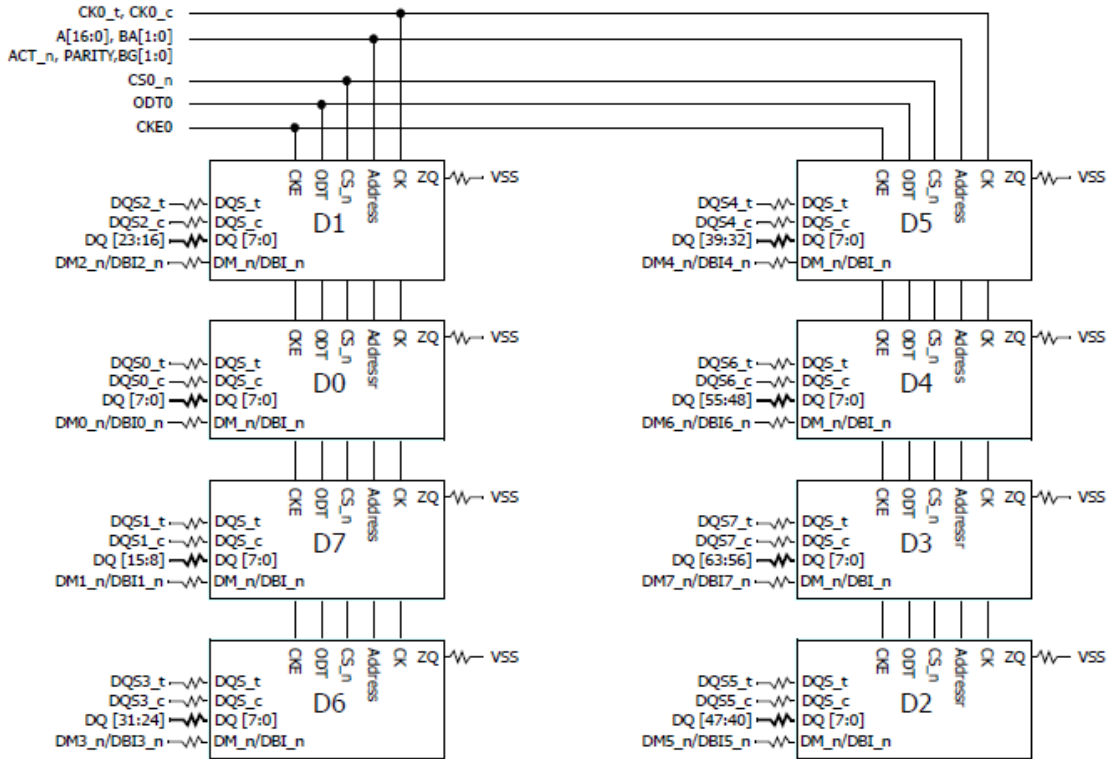 CK0_t, CK0_c
A[16:0], BA[1:0]
ACT_n, PARITY,BG[1:0]
CS0_n
ODT0
CKE0
CKE ODT CS_n Address CK ZQ VSS
DQS2_t DQS_t
DQS2_c DQS_c
D1
DQ [23:16] DQ [7:0]
DM2_n/DBI2_n DM_n/DBI_n
CKE ODT CS_n Address CK ZQ VSS
DQS4_t DQS_t
DQS4_c DQS_c
D5
DQ [39:32] DQ [7:0]
DM4_n/DBI4_n DM_n/DBI_n
CKE ODT CS_n Addressr CK ZQ VSS
DQS0_t DQS_t
DQS0_c DQS_c
D0
DQ [7:0] DQ [7:0]
DM0_n/DBI0_n DM_n/DBI_n
CKE ODT CS_n Address CK ZQ VSS
DQS6_t DQS_t
DQS6_c DQS_c
D4
DQ [55:48] DQ [7:0]
DM6_n/DBI6_n DM_n/DBI_n
CKE ODT CS_n Address CK ZQ VSS
DQS1_t DQS_t
DQS1_c DQS_c
D7
DQ [15:8] DQ [7:0]
DM1_n/DBI1_n DM_n/DBI_n
CKE ODT CS_n Addressr CK ZQ VSS
DQS7_t DQS_t
DQS7_c DQS_c
D3
DQ [63:56] DQ [7:0]
DM7_n/DBI7_n DM_n/DBI_n
CKE ODT CS_n Address CK ZQ VSS
DQS3_t DQS_t
DQS3_c DQS_c
D6
DQ [31:24] DQ [7:0]
DM3_n/DBI3_n DM_n/DBI_n
CKE ODT CS_n Addressr CK ZQ VSS
DQS5_t DQS_t
DQS5_c DQS_c
D2
DQ [47:40] DQ [7:0]
DM5_n/DBI5_n DM_n/DBI_n